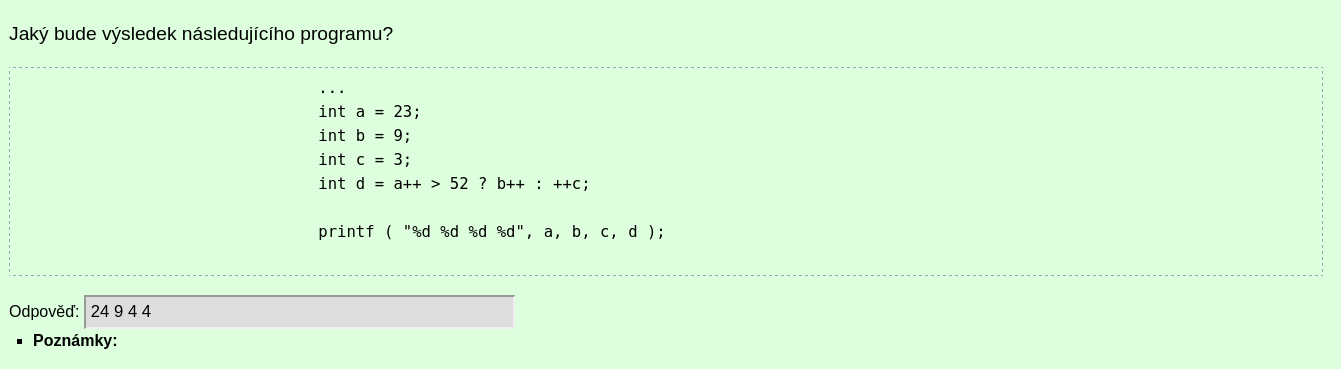 Jaký bude výsledek následujícího programu?
...
int a = 23;
int b = 9;
int c = 3;
int d = a++ > 52 ? b++ : ++c;
printf ( "%d %d %d %d", a, b, c, d );
Odpověď: 24 9 4 4
Poznámky: